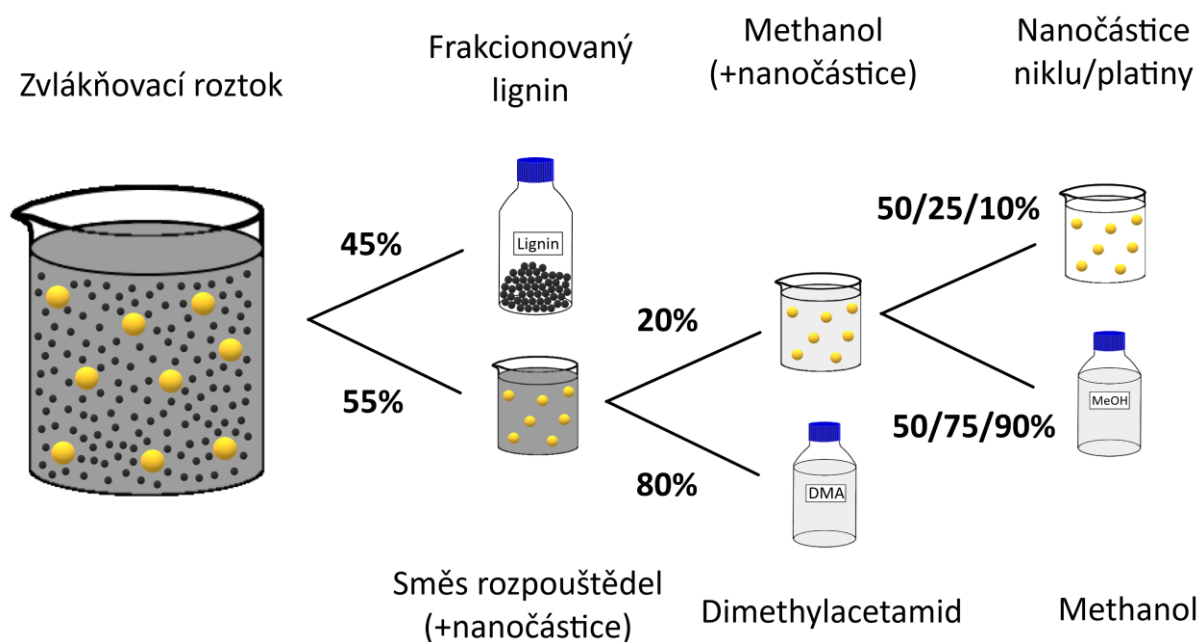 Zvlákňovací roztok
Frakcionovaný
lignin
Methanol
(+nanočástice)
Nanočástice
niklu/platiny
45%
55%
Lignin
20%
80%
DMA
50/25/10%
50/75/90%
MeOH
Směs rozpouštědel
(+nanočástice)
Dimethylacetamid
Methanol